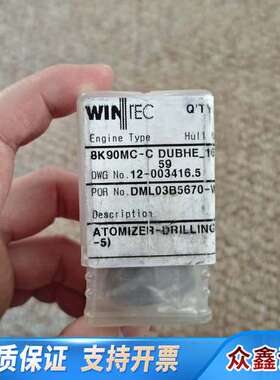 WINTEC Q'TY
Engine Type Hull
8K90MC-C DUBHE_16
59
DWG No.12-003416.5
POR No.DML03B5670-W
Description
ATOMIZER-DRILLING
-5)
质保证 支持开票
众鑫